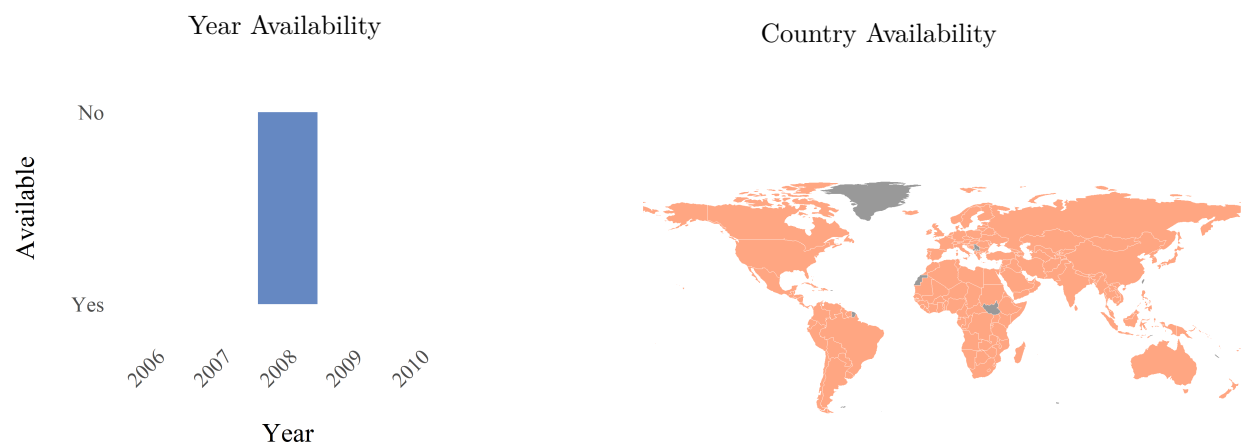 Year Availability
Available
No
Yes
2006
2007
2008
2009
2010
Year
Country Availability